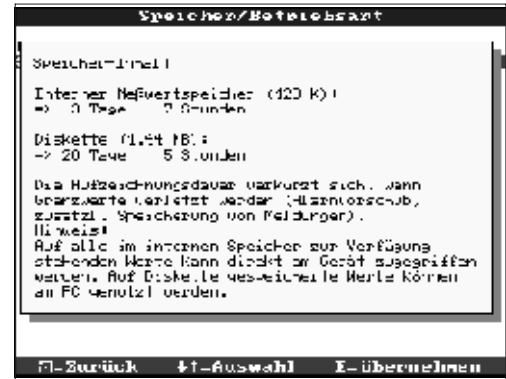 Speicher/Betriebsart
Speicher-Inhalt
Interner Meßwertspeicher (120 K):
=> Tage 7 Stunden
Diskette (1.44 MB):
=> 20 Tage 5 Stunden
Die Aufzeichnungsdauer verkürzt sich, wenn
Grenzwerte verletzt werden (Alarmvorschub,
zusätzl. Speicherung von Meldungen).
Hinweis:
Auf alle im internen Speicher zur Verfügung
stehenden Werte kann direkt am Gerät zugegriffen
werden. Auf Diskette gespeicherte Werte können
am PC genutzt werden.
-Zurück ↓↑-Auswahl E-übernehmen